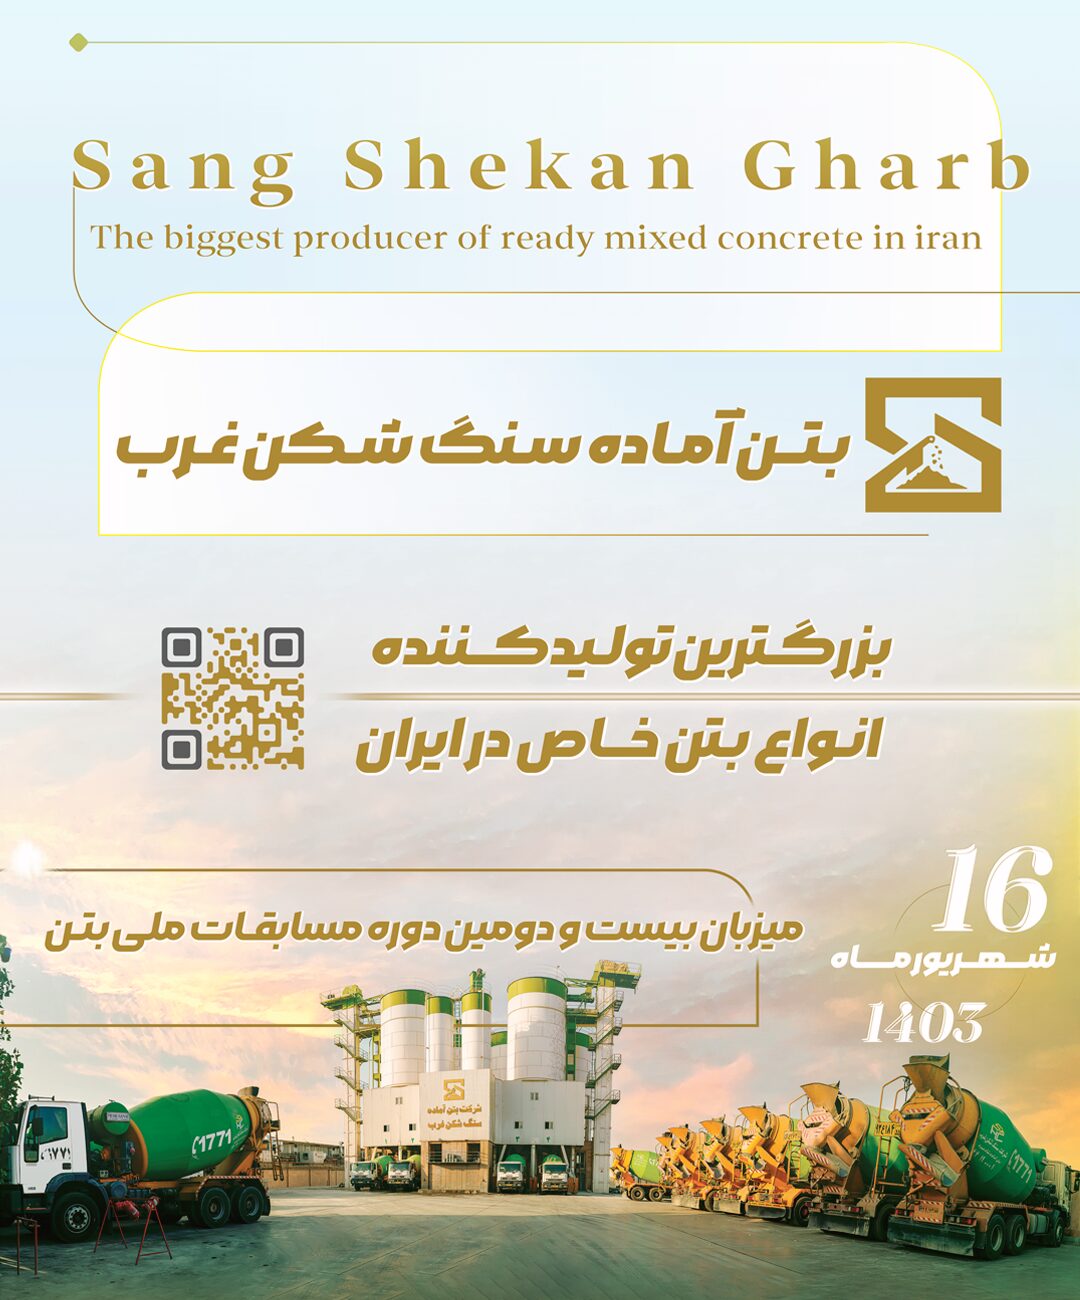 Sang Shekan Gharb
The biggest producer of ready mixed concrete in iran
بتن آماده سنگ شکن غرب
بزرگترین تولیدکننده
انواع بتن خاص در ایران
16
شهریورماه
1403
میزبان بیست و دومین دوره مسابقات ملی بتن
شرکت بتن آماده
سنگ شکن غرب
1771
1771
1771